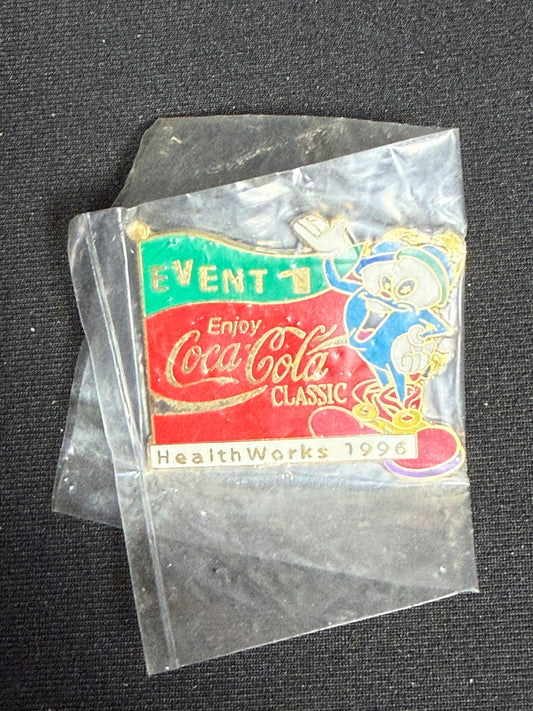 EVENT 1
Enjoy
Coca-Cola
CLASSIC
HealthWorks 1996